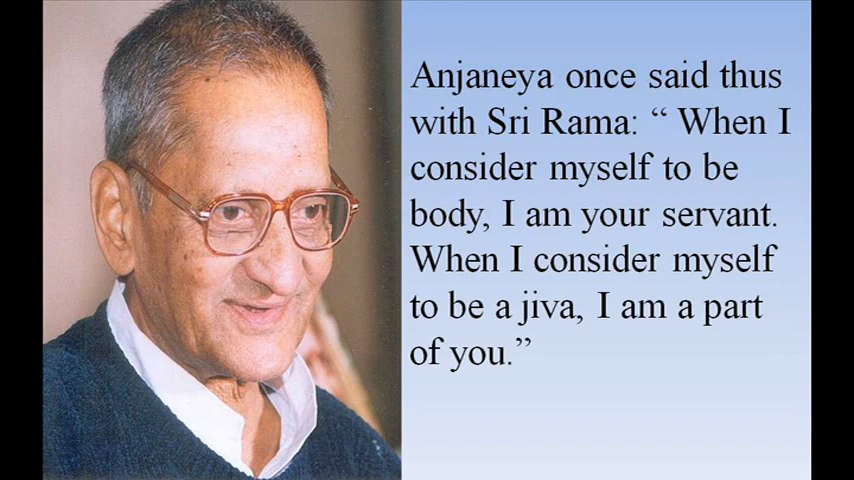 Anjaneya once said thus
with Sri Rama: “ When I
consider myself to be
body, I am your servant.
When I consider myself
to be a jiva, I am a part
of you.”